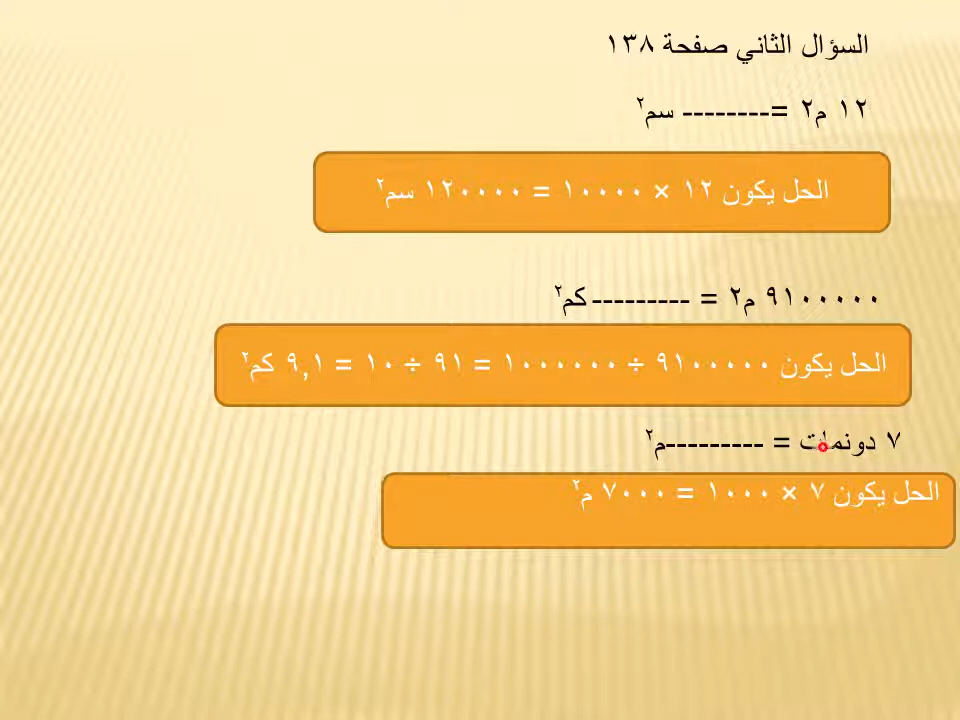 السؤال الثاني صفحة ١٣٨
١٢ م٢ =-------- سم٢
الحل يكون ١٢ × ١٠٠٠٠ = ١٢٠٠٠٠ سم٢
٩١٠٠٠٠٠ م٢ = --------- كم٢
الحل يكون ٩١٠٠٠٠٠ ÷ ١٠٠٠٠٠٠ = ٩١ ÷ ١٠ = ٩,١ كم٢
٧ دونمات = ---------م٢
الحل يكون ٧ × ١٠٠٠ = ٧٠٠٠ م٢